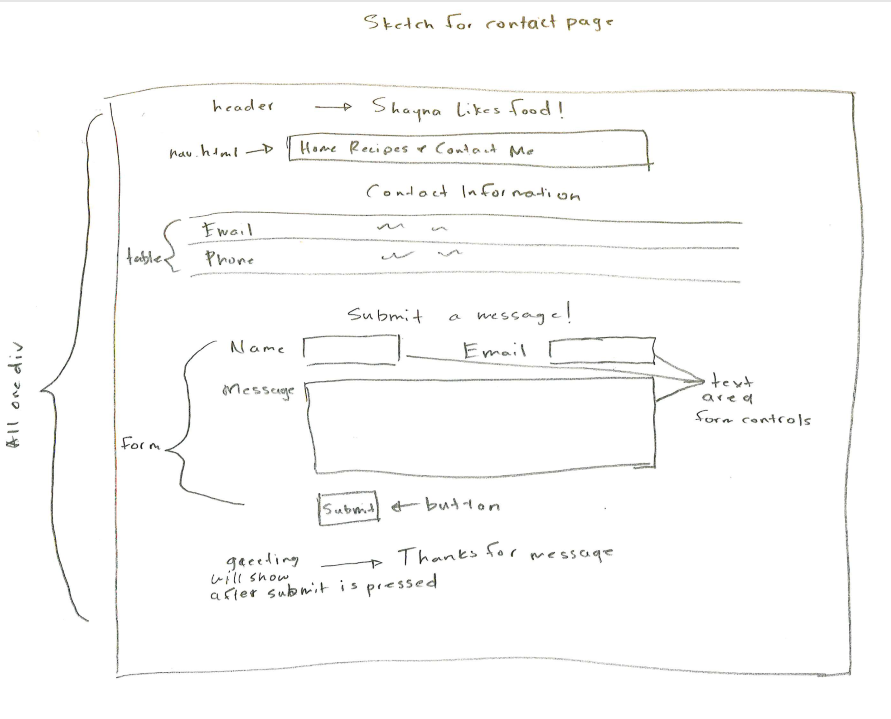 Sketch for contact page
header → Shayna Likes food!
nav.html → Home Recipes & Contact Me
Contact Information
table
Email
Phone
Submit a message!
Name
Email
Message
text
area
form controls
form
All one div
Submit ← button
greeting → Thanks for message
will show
after submit is pressed